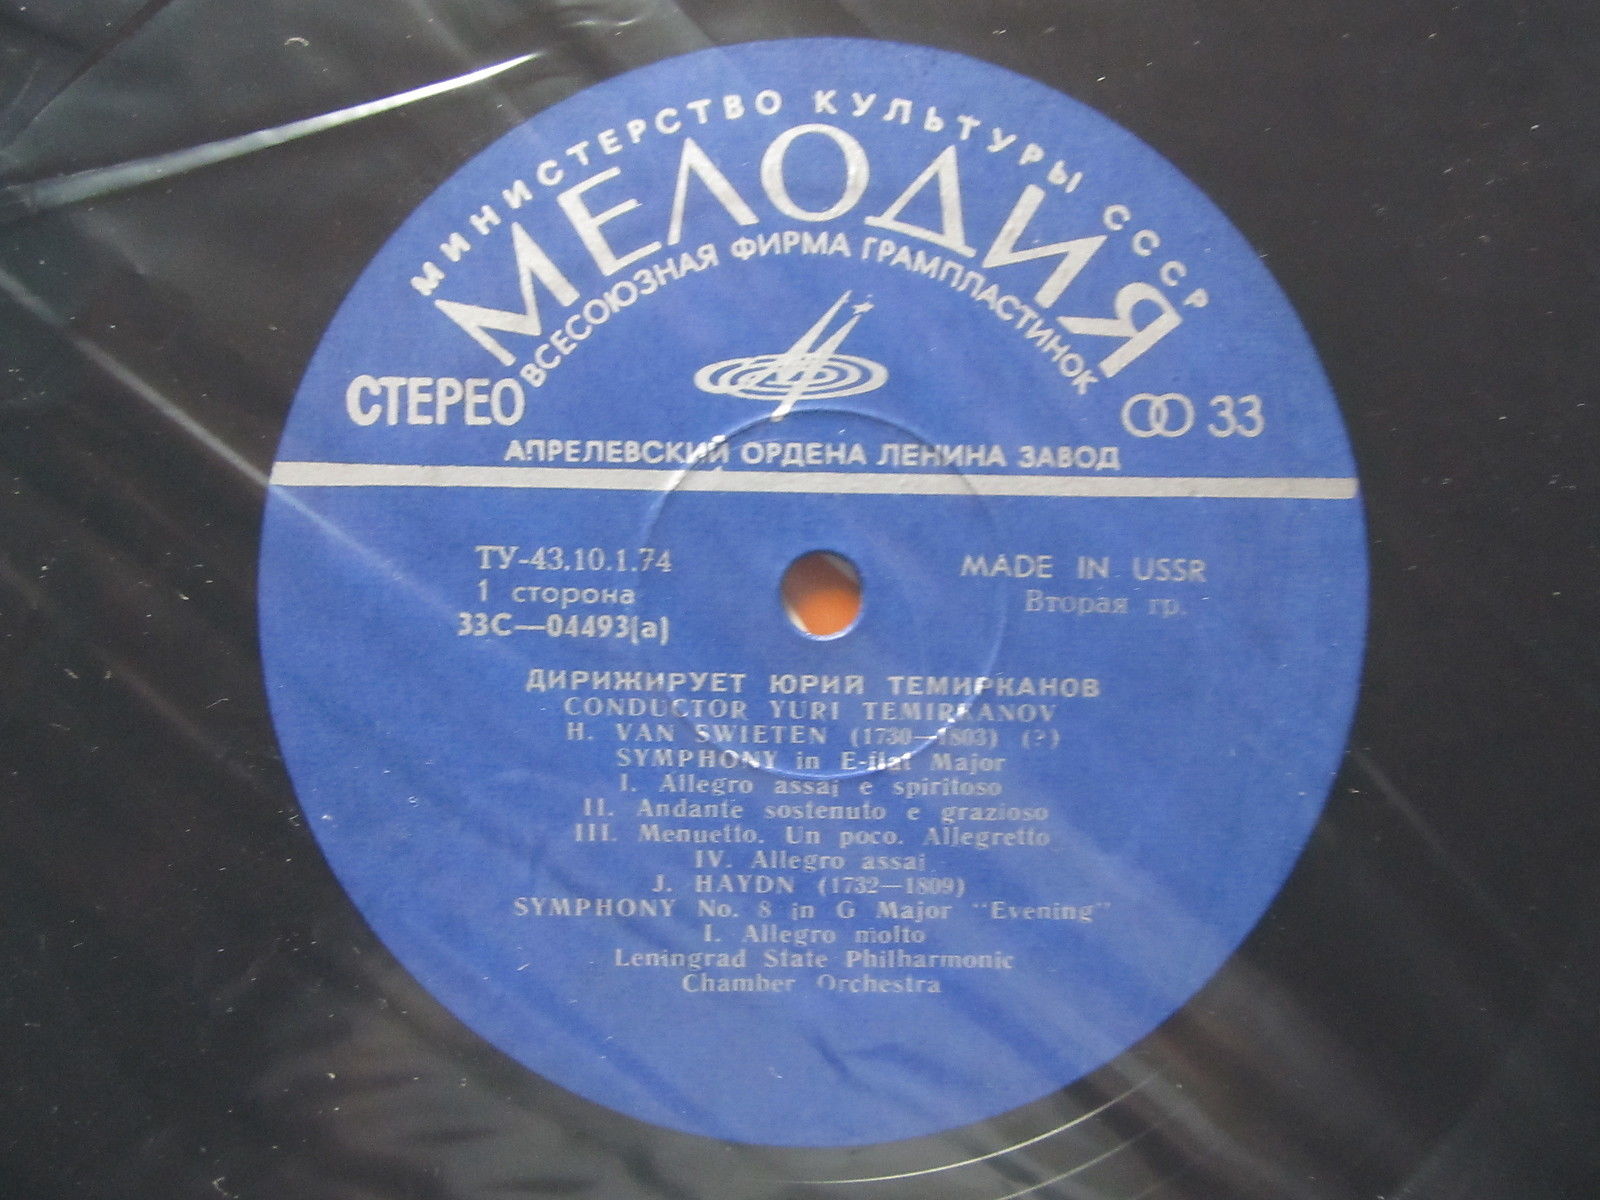 МИНИСТЕРСТВО КУЛЬТУРЫ СССР
МЕЛОДИЯ
ВСЕСОЮЗНАЯ ФИРМА ГРАМПЛАСТИНОК
СТЕРЕО
33
АПРЕЛЕВСКИЙ ОРДЕНА ЛЕНИНА ЗАВОД
ТУ-43.10.1.74
1 сторона
33С—04493(а)
MADE IN USSR
Вторая гр.
ДИРИЖИРУЕТ ЮРИЙ ТЕМИРКАНОВ
CONDUCTOR YURI TEMIRKANOV
H. VAN SWIETEN (1730—1803) (?)
SYMPHONY in E-flat Major
I. Allegro assai e spiritoso
II. Andante sostenuto e grazioso
III. Menuetto. Un poco. Allegretto
IV. Allegro assai
J. HAYDN (1732—1809)
SYMPHONY No. 8 in G Major "Evening"
I. Allegro molto
Leningrad State Philharmonic
Chamber Orchestra